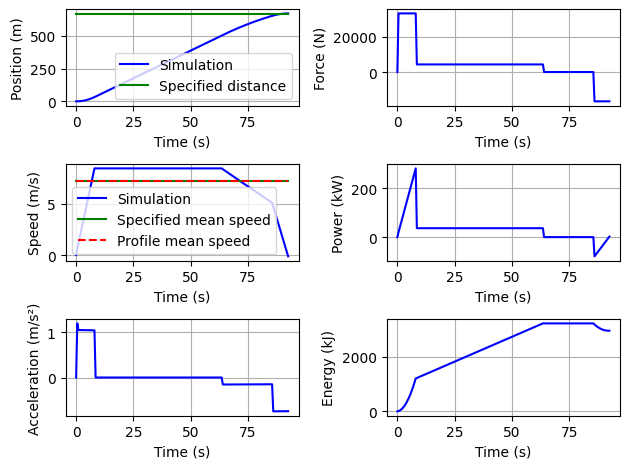 Position (m)
500
250
0
0
25
50
75
Time (s)
Simulation
Specified distance
Force (N)
20000
0
0
25
50
75
Time (s)
Speed (m/s)
5
0
0
25
50
75
Time (s)
Simulation
Specified mean speed
Profile mean speed
Power (kW)
200
0
0
25
50
75
Time (s)
Acceleration (m/s²)
1
0
0
25
50
75
Time (s)
Energy (kJ)
2000
0
0
25
50
75
Time (s)